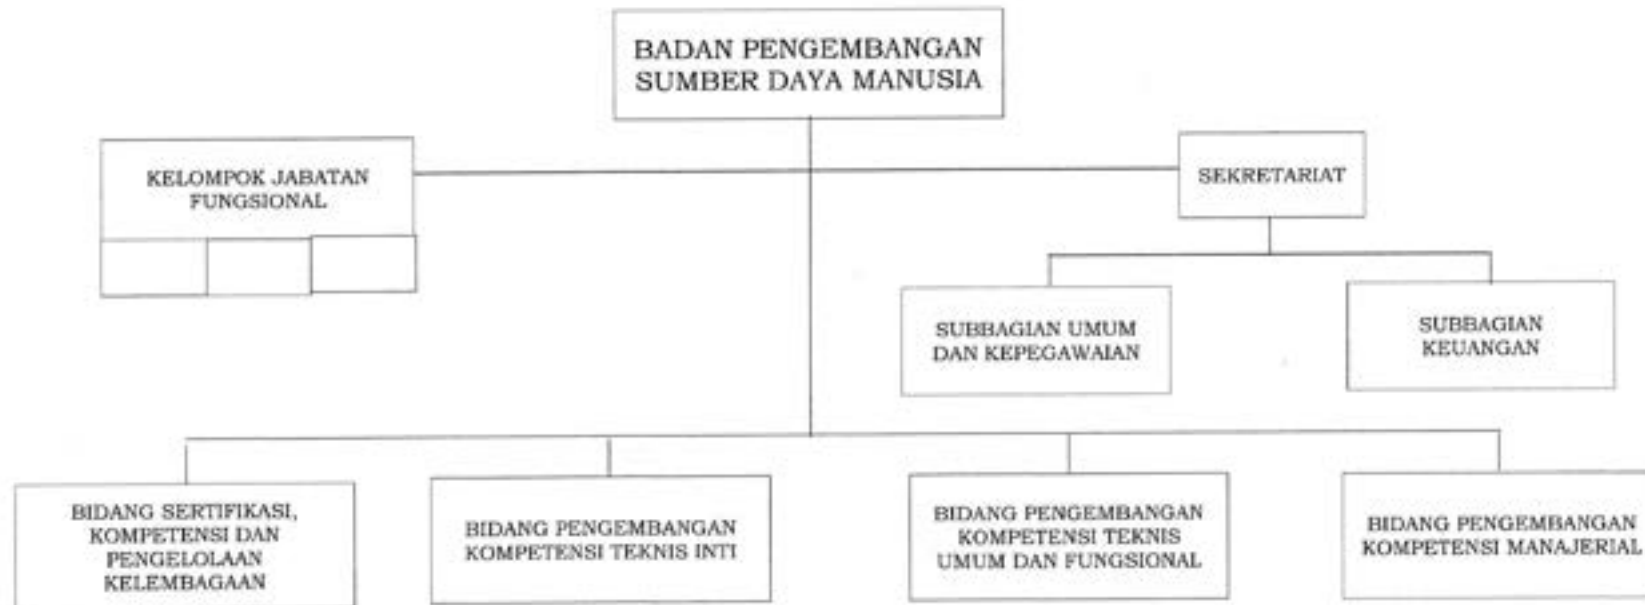 BADAN PENGEMBANGAN
SUMBER DAYA MANUSIA
KELOMPOK JABATAN
FUNGSIONAL
SEKRETARIAT
SUBBAGIAN UMUM
DAN KEPEGAWAIAN
SUBBAGIAN
KEUANGAN
BIDANG SERTIFIKASI,
KOMPETENSI DAN
PENGELOLAAN
KELEMBAGAAN
BIDANG PENGEMBANGAN
KOMPETENSI TEKNIS INTI
BIDANG PENGEMBANGAN
KOMPETENSI TEKNIS
UMUM DAN FUNGSIONAL
BIDANG PENGEMBANGAN
KOMPETENSI MANAJERIAL